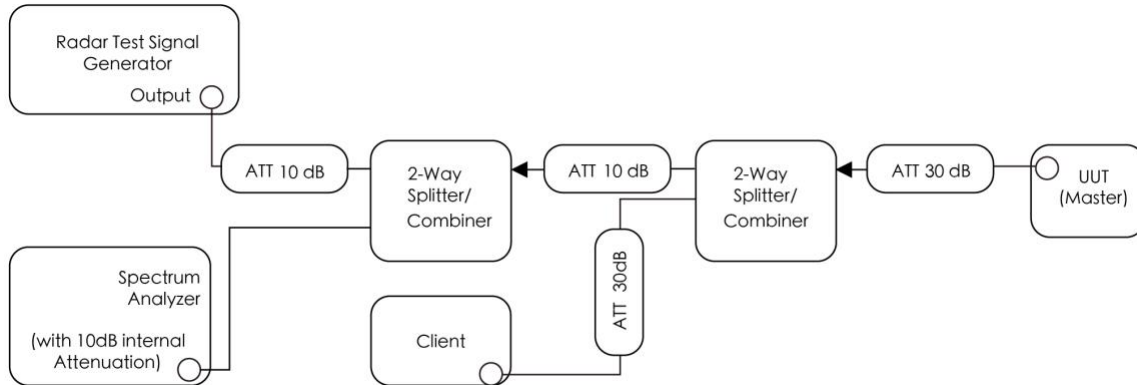 Radar Test Signal
Generator
Output
ATT 10 dB
2-Way
Splitter/
Combiner
ATT 10 dB
2-Way
Splitter/
Combiner
ATT 30 dB
UUT
(Master)
Spectrum
Analyzer
(with 10dB internal
Attenuation)
Client
ATT 30dB